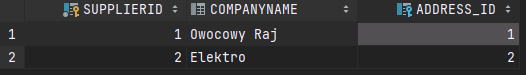 SUPPLIERID COMPANYNAME ADDRESS_ID
1 1 Owocowy Raj 1
2 2 Elektro 2